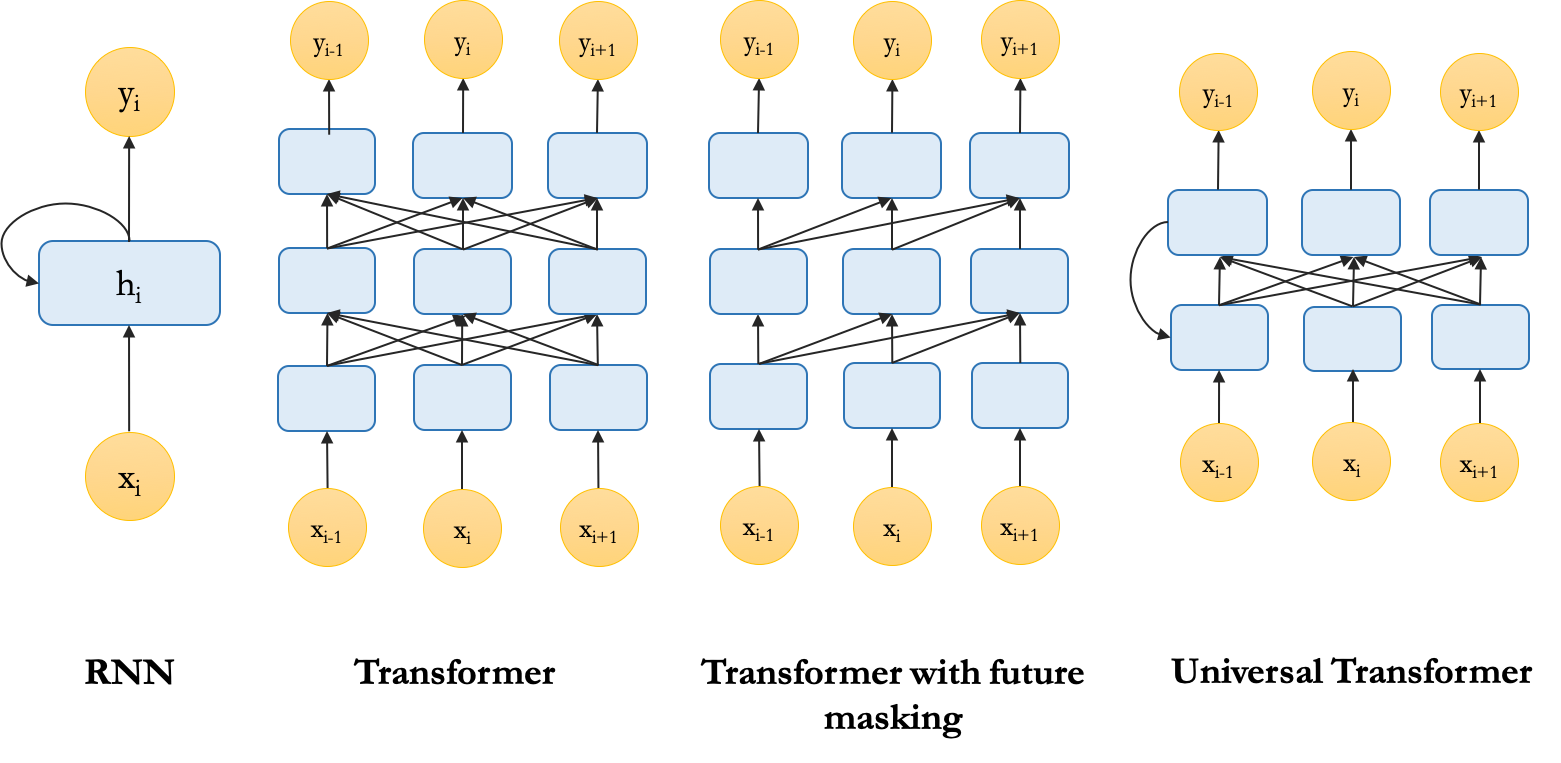 y_i
h_i
x_i
RNN
y_{i-1} y_i y_{i+1}
x_{i-1} x_i x_{i+1}
Transformer
y_{i-1} y_i y_{i+1}
x_{i-1} x_i x_{i+1}
Transformer with future
masking
y_{i-1} y_i y_{i+1}
x_{i-1} x_i x_{i+1}
Universal Transformer